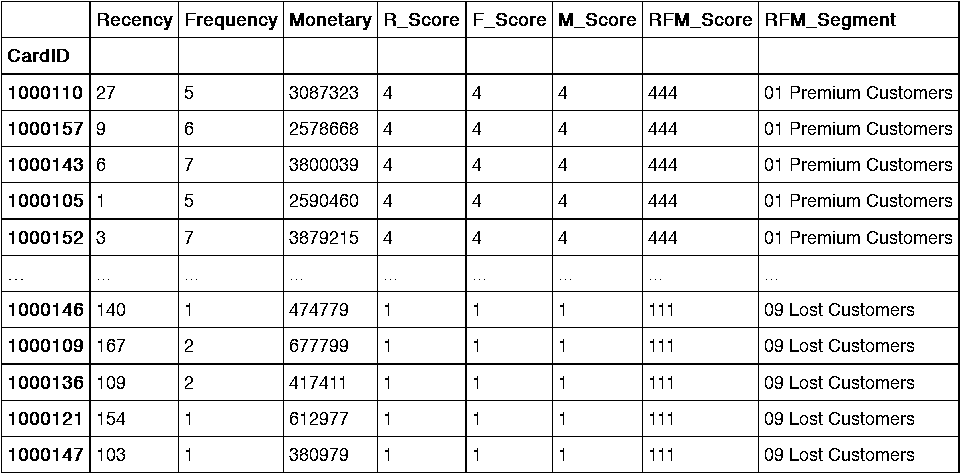 Recency Frequency Monetary R_Score F_Score M_Score RFM_Score RFM_Segment
CardID
1000110 27 5 3087323 4 4 4 444 01 Premium Customers
1000157 9 6 2578668 4 4 4 444 01 Premium Customers
1000143 6 7 3800039 4 4 4 444 01 Premium Customers
1000105 1 5 2590460 4 4 4 444 01 Premium Customers
1000152 3 7 3879215 4 4 4 444 01 Premium Customers
... ... ... ... ... ... ... ... ...
1000146 140 1 474779 1 1 1 111 09 Lost Customers
1000109 167 2 677799 1 1 1 111 09 Lost Customers
1000136 109 2 417411 1 1 1 111 09 Lost Customers
1000121 154 1 612977 1 1 1 111 09 Lost Customers
1000147 103 1 380979 1 1 1 111 09 Lost Customers